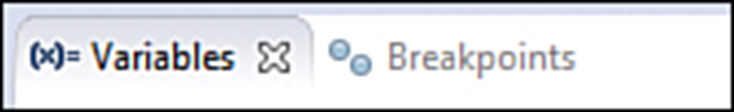 (x)= Variables Breakpoints